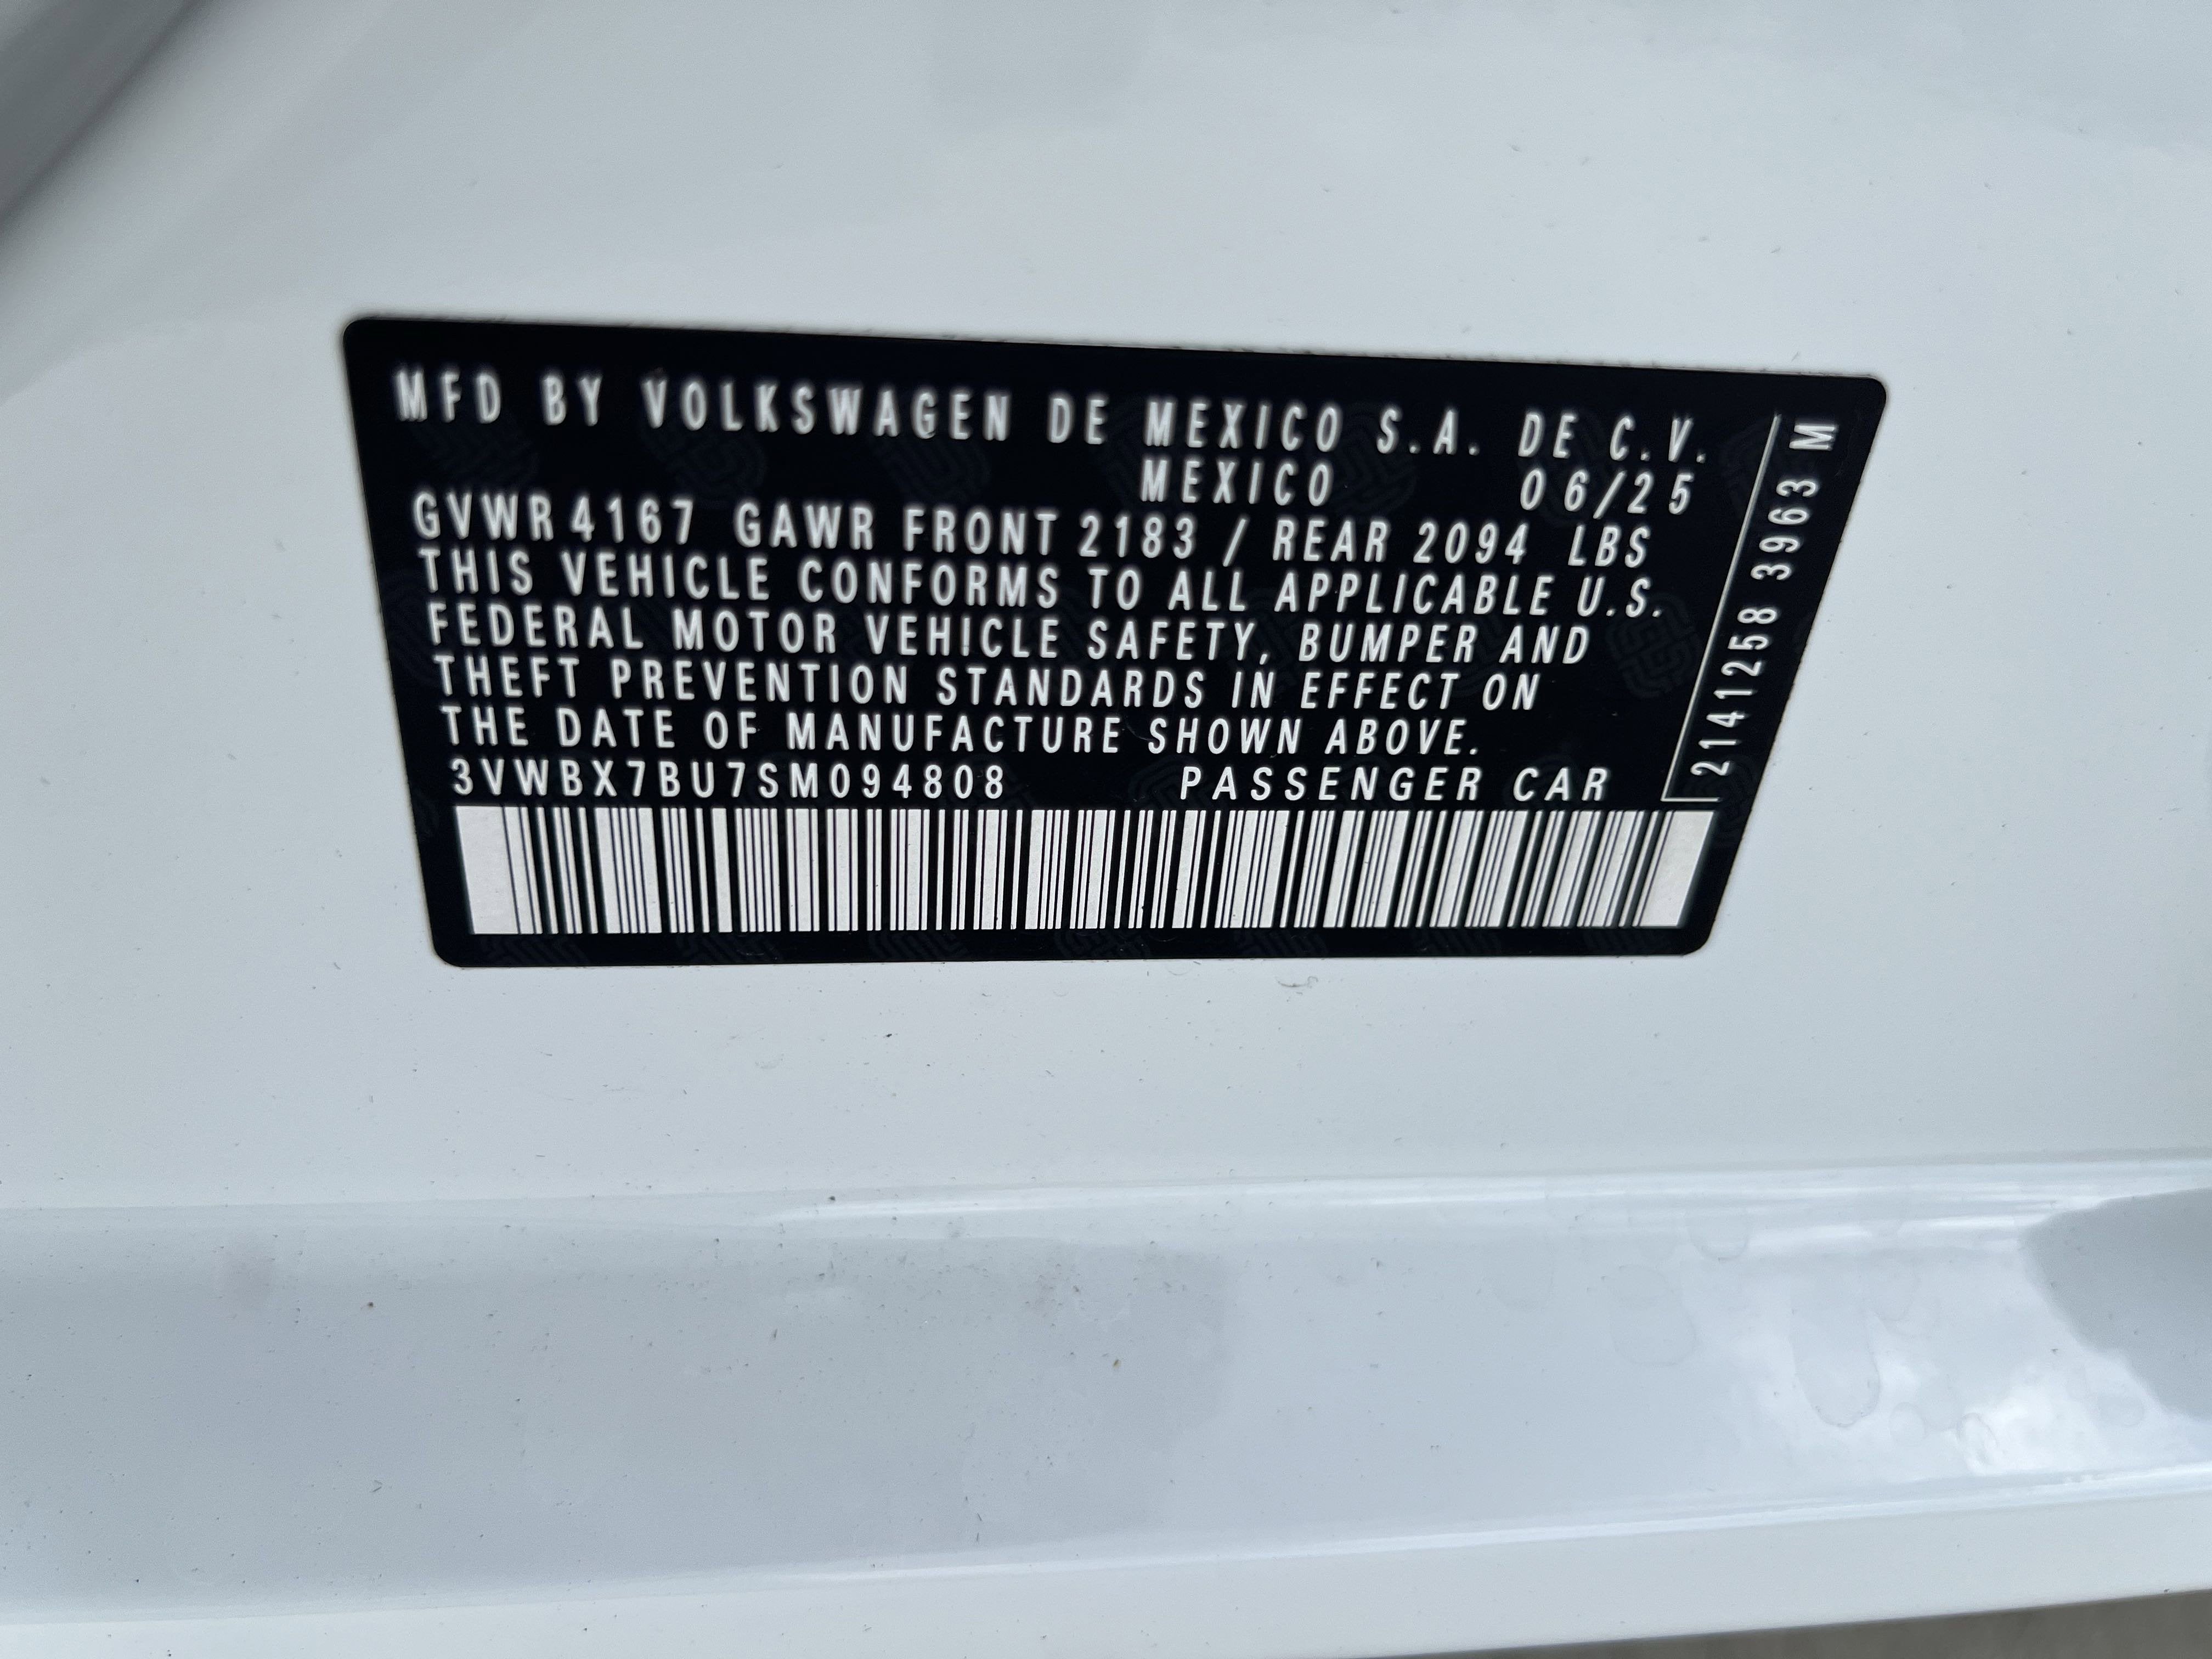 MFD BY VOLKSWAGEN DE MEXICO S.A. DE C.V.
MEXICO 06/25
GVWR 4167 GAWR FRONT 2183 / REAR 2094 LBS
THIS VEHICLE CONFORMS TO ALL APPLICABLE U.S.
FEDERAL MOTOR VEHICLE SAFETY, BUMPER AND
THEFT PREVENTION STANDARDS IN EFFECT ON
THE DATE OF MANUFACTURE SHOWN ABOVE.
3VWBX7BU7SM094808 PASSENGER CAR
2141258 3963 M